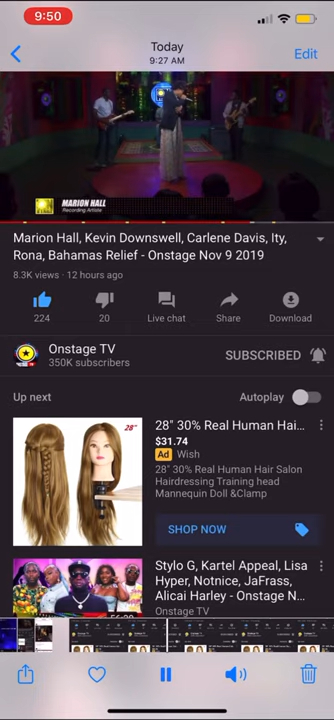 9:50
Today
9:27 AM
Edit
MARION HALL
Recording Artiste
Marion Hall, Kevin Downswell, Carlene Davis, Ity,
Rona, Bahamas Relief - Onstage Nov 9 2019
8.3K views · 12 hours ago
224
20
Live chat
Share
Download
Onstage TV
350K subscribers
SUBSCRIBED
Up next
Autoplay
28"
28" 30% Real Human Hai...
$31.74
Ad Wish
28" 30% Real Human Hair Salon
Hairdressing Training head
Mannequin Doll &Clamp
SHOP NOW
Stylo G, Kartel Appeal, Lisa
Hyper, Notnice, JaFrass,
Alicai Harley - Onstage N...
Onstage TV